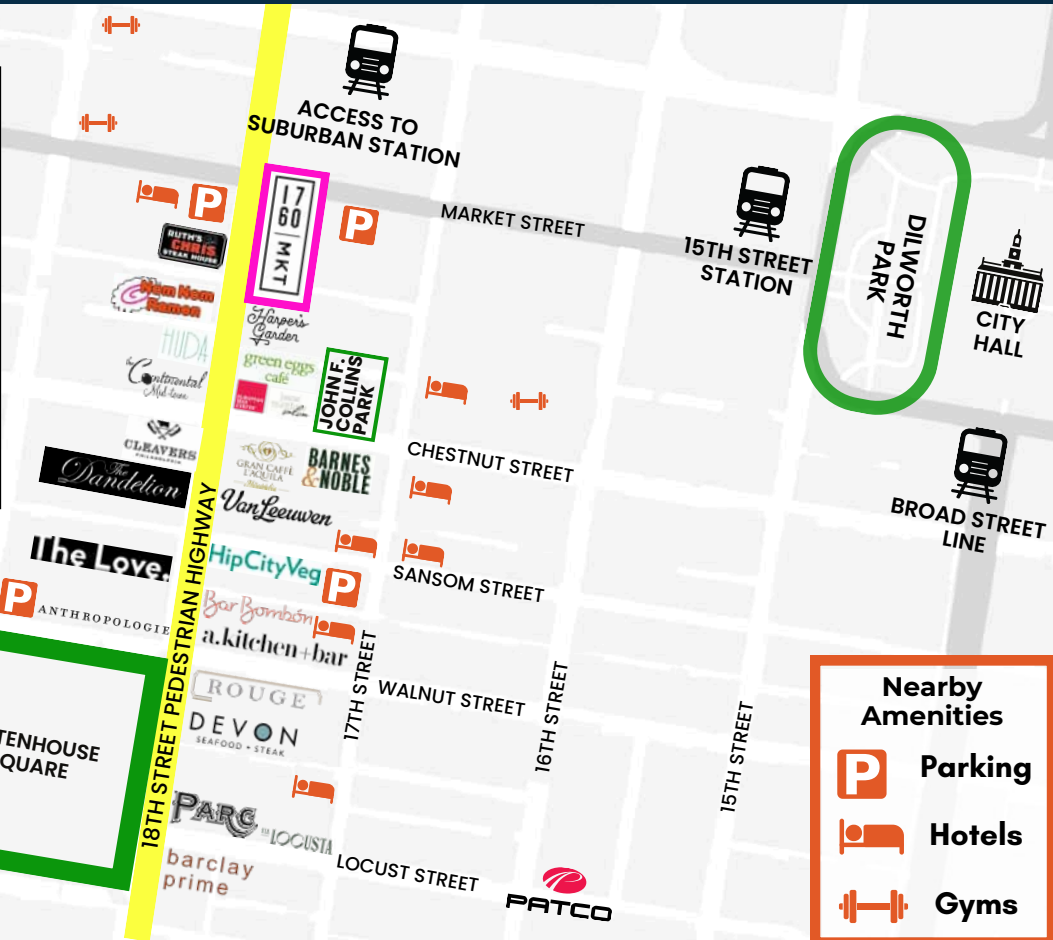 ACCESS TO
SUBURBAN STATION
P
17
60
MKT
P
MARKET STREET
15TH STREET
STATION
DILWORTH
PARK
CITY
HALL
RUTH'S
CHRIS
STEAK HOUSE
Nom Nom
Ramen
Harper's
Garden
HUDA
the
Continental
Mid-town
green eggs
café
JOHN F.
COLLINS
PARK
CLEAVERS
PHILADELPHIA
The
Dandelion
GRAN CAFFÈ
L'AQUILA
BARNES
&NOBLE
CHESTNUT STREET
Van Leeuwen
BROAD STREET
LINE
The Love.
HipCityVeg
P
SANSOM STREET
P
ANTHROPOLOGIE
Bar Bombón
a.kitchen+bar
18TH STREET PEDESTRIAN HIGHWAY
17TH STREET
WALNUT STREET
16TH STREET
15TH STREET
ROUGE
DEVON
SEAFOOD + STEAK
TENHOUSE
QUARE
PARC
LOCUSTA
barclay
prime
LOCUST STREET
PATCO
Nearby
Amenities
P Parking
Hotels
Gyms